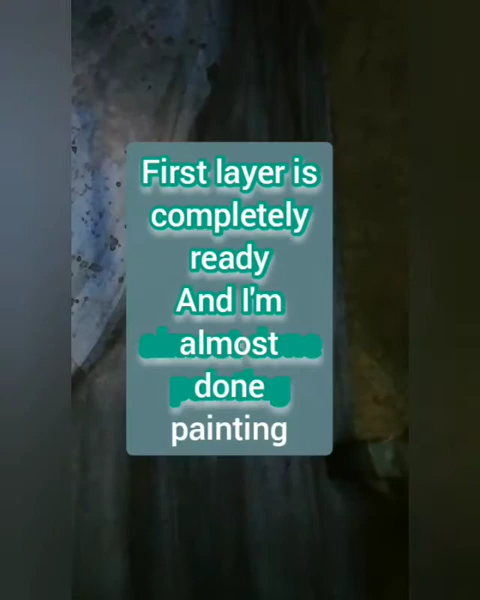 First layer is
completely
ready
And I'm
almost
done
painting